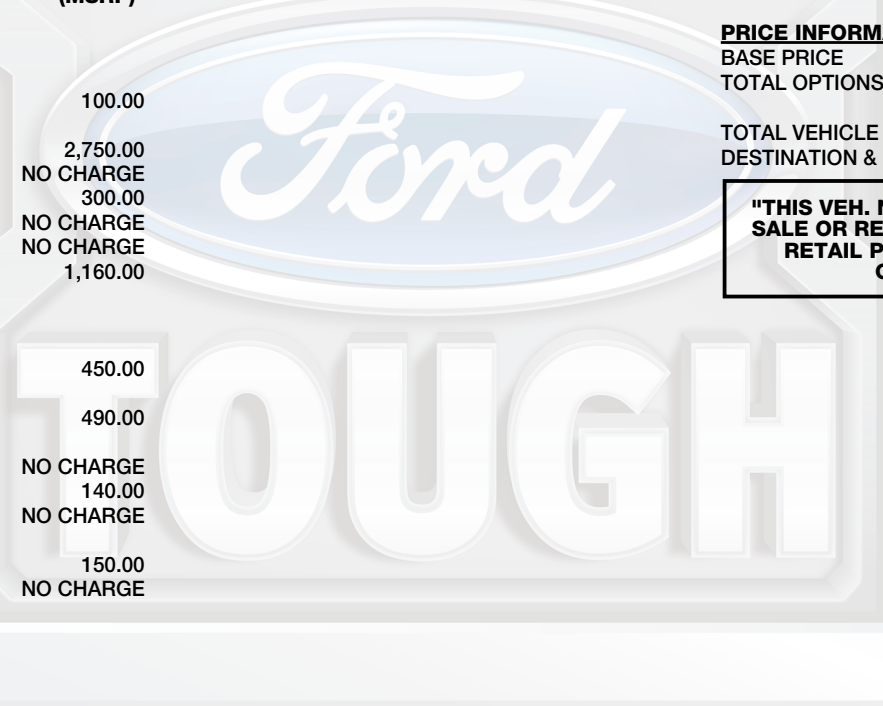 100.00
2,750.00
NO CHARGE
300.00
NO CHARGE
NO CHARGE
1,160.00
450.00
490.00
NO CHARGE
140.00
NO CHARGE
150.00
NO CHARGE
PRICE INFORMA
BASE PRICE
TOTAL OPTIONS
TOTAL VEHICLE
DESTINATION &
"THIS VEH. N
SALE OR RE
RETAIL P
Ford
TOUGH